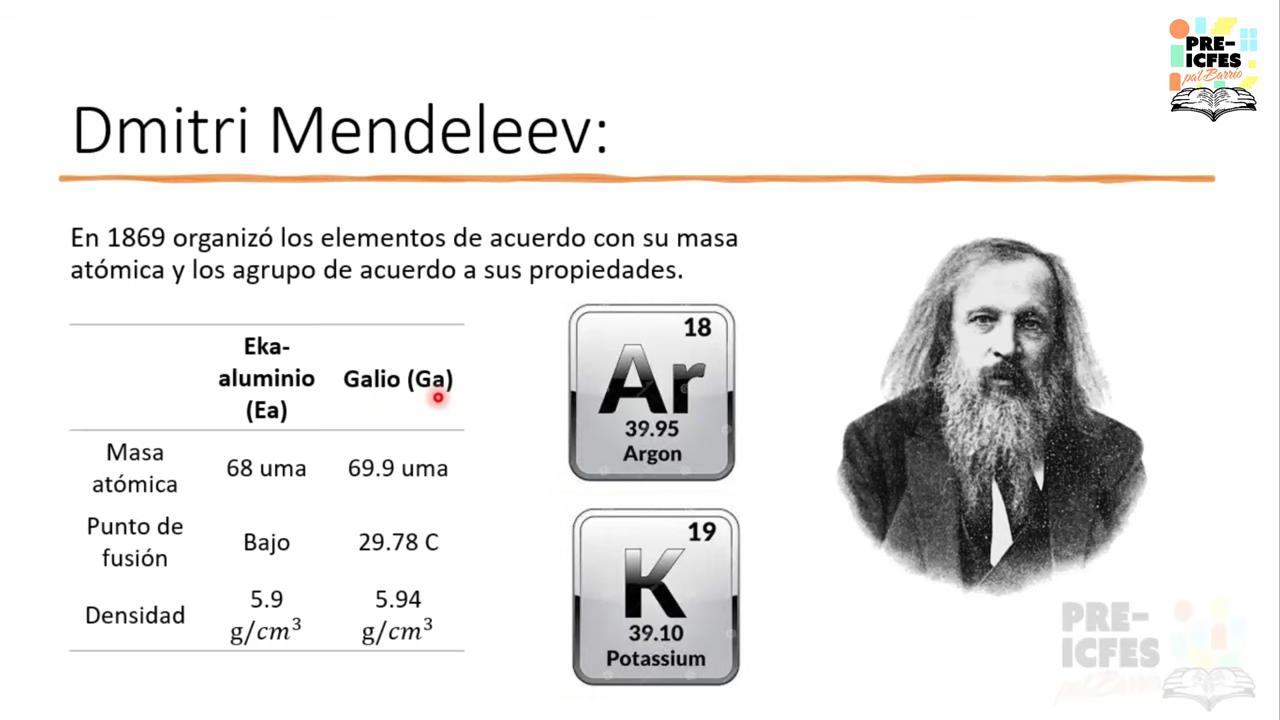 PRE-
ICFES
pal Barrio
Dmitri Mendeleev:
En 1869 organizó los elementos de acuerdo con su masa
atómica y los agrupo de acuerdo a sus propiedades.
Eka-
aluminio
(Ea)
Galio (Ga)
Masa
atómica
68 uma
69.9 uma
Punto de
fusión
Bajo
29.78 C
Densidad
5.9
g/cm³
5.94
g/cm³
18
Ar
39.95
Argon
19
K
39.10
Potassium
PRE-
ICFES
pal Barrio